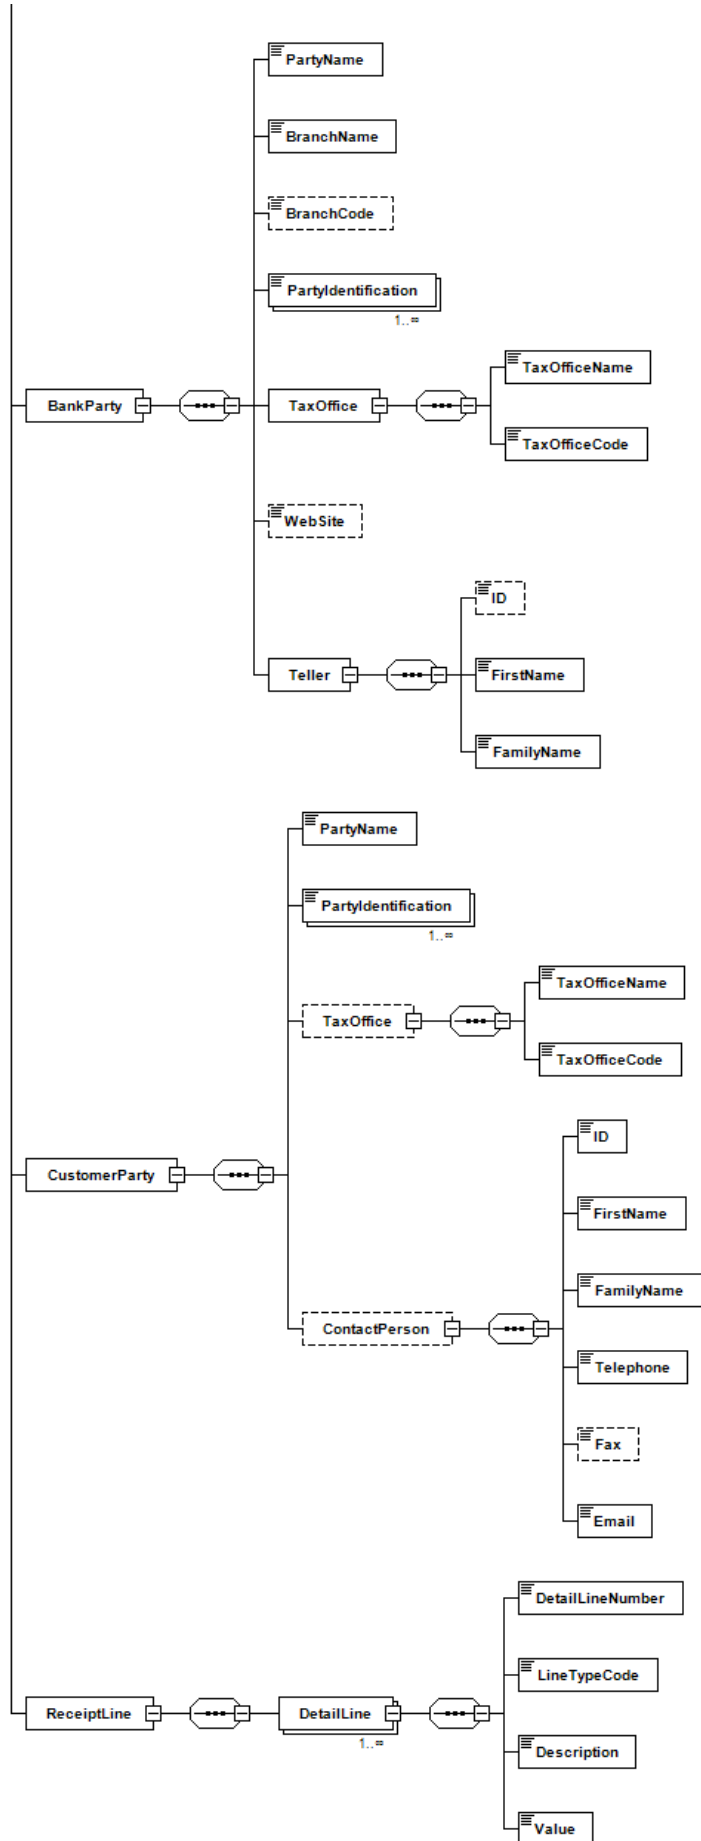 PartyName
BranchName
BranchCode
PartyIdentification
1..∞
TaxOfficeName
BankParty
TaxOffice
TaxOfficeCode
WebSite
ID
Teller
FirstName
FamilyName
PartyName
PartyIdentification
1..∞
TaxOfficeName
TaxOffice
TaxOfficeCode
ID
CustomerParty
FirstName
FamilyName
ContactPerson
Telephone
Fax
Email
DetailLineNumber
LineTypeCode
ReceiptLine
DetailLine
1..∞
Description
Value